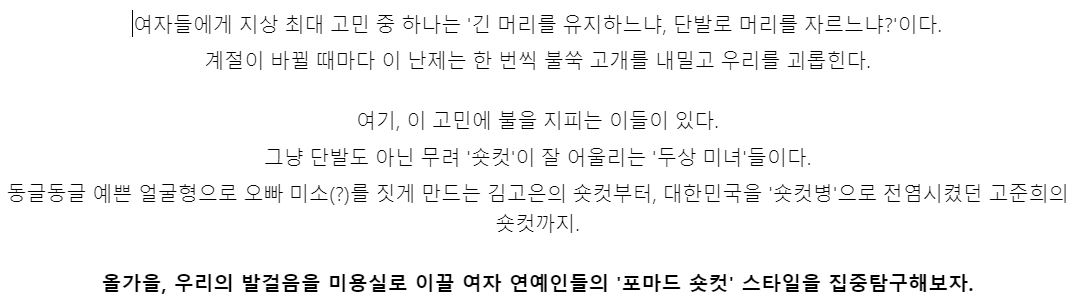 여자들에게 지상 최대 고민 중 하나는 '긴 머리를 유지하느냐, 단발로 머리를 자르느냐?'이다.
계절이 바뀔 때마다 이 난제는 한 번씩 불쑥 고개를 내밀고 우리를 괴롭힌다.
여기, 이 고민에 불을 지피는 이들이 있다.
그냥 단발도 아닌 무려 '숏컷'이 잘 어울리는 '두상 미녀'들이다.
동글동글 예쁜 얼굴형으로 오빠 미소(?)를 짓게 만드는 김고은의 숏컷부터, 대한민국을 '숏컷병'으로 전염시켰던 고준희의
숏컷까지.
올가을, 우리의 발걸음을 미용실로 이끌 여자 연예인들의 '포마드 숏컷' 스타일을 집중탐구해보자.